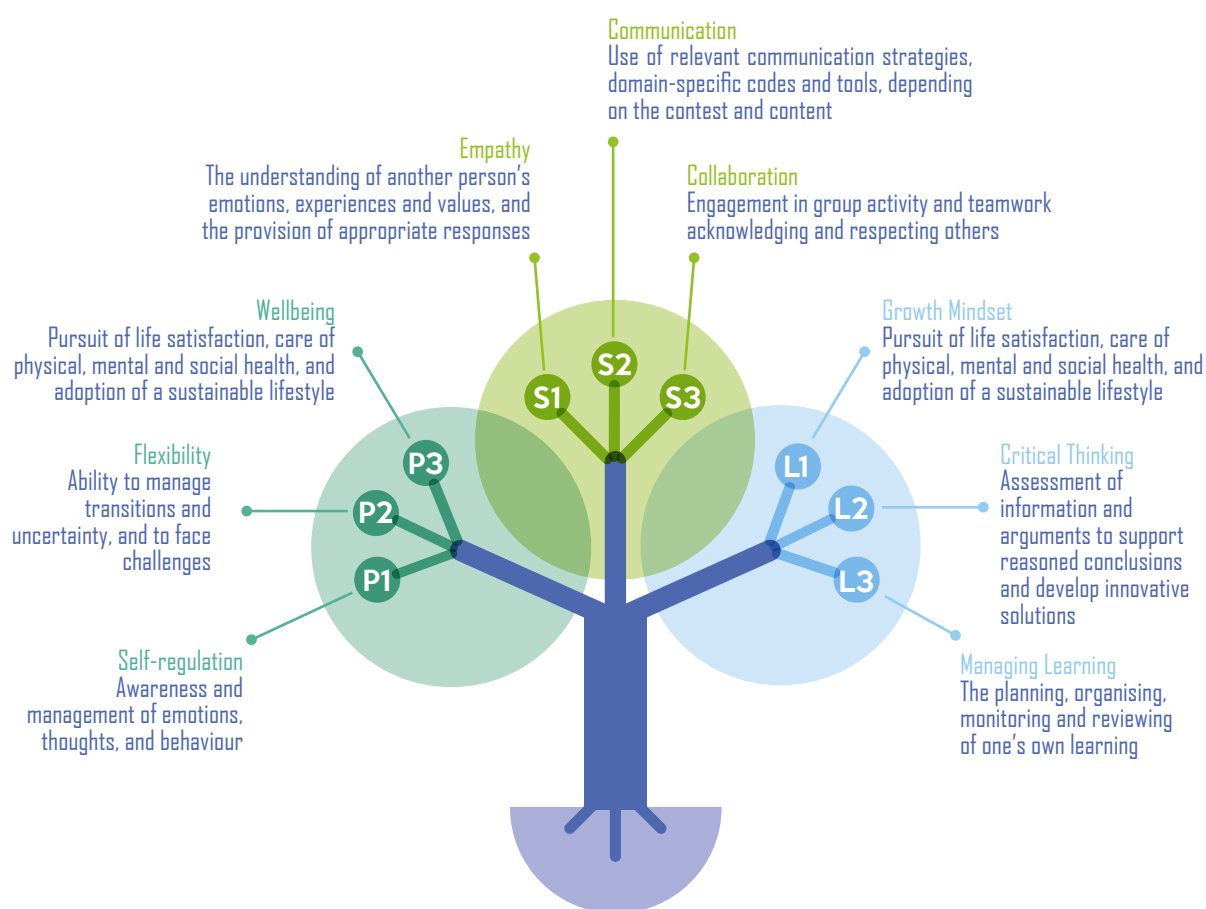 Communication
Use of relevant communication strategies,
domain-specific codes and tools, depending
on the contest and content
Empathy
The understanding of another person's
emotions, experiences and values, and
the provision of appropriate responses
Collaboration
Engagement in group activity and teamwork
acknowledging and respecting others
Wellbeing
Pursuit of life satisfaction, care of
physical, mental and social health, and
adoption of a sustainable lifestyle
Growth Mindset
Pursuit of life satisfaction, care of
physical, mental and social health, and
adoption of a sustainable lifestyle
S1
S2
S3
Flexibility
Ability to manage
transitions and
uncertainty, and to face
challenges
P3
P2
P1
L1
L2
L3
Critical Thinking
Assessment of
information and
arguments to support
reasoned conclusions
and develop innovative
solutions
Self-regulation
Awareness and
management of emotions,
thoughts, and behaviour
Managing Learning
The planning, organising,
monitoring and reviewing
of one's own learning